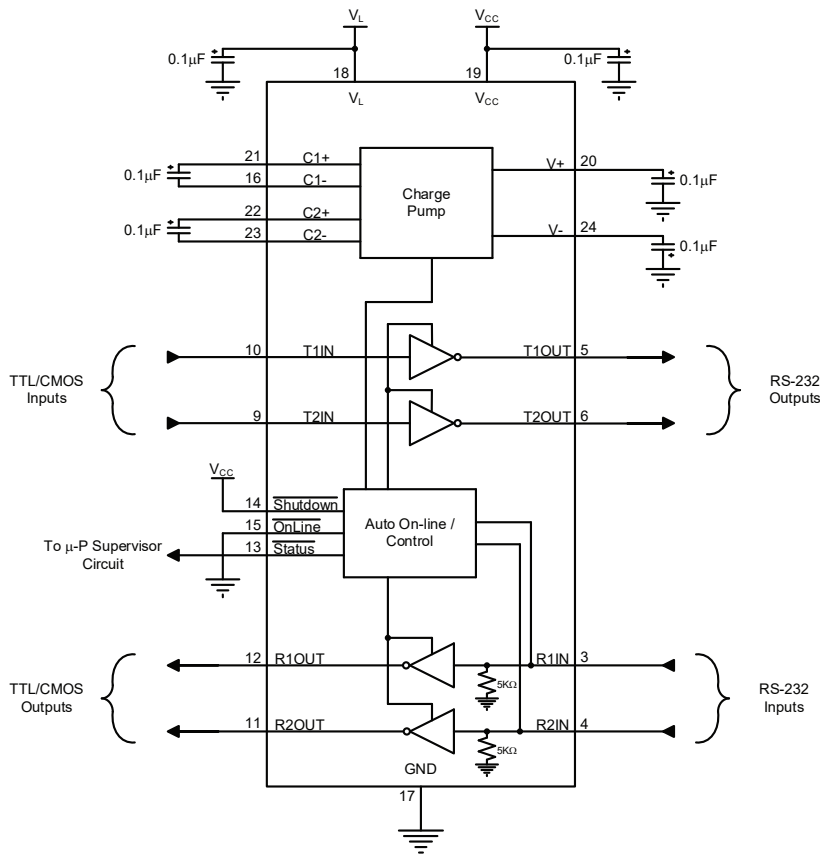 VL
VCC
0.1µF
0.1µF
18
19
VL
VCC
21
C1+
V+
20
0.1µF
16
C1-
Charge
Pump
0.1µF
22
C2+
0.1µF
23
C2-
V-
24
0.1µF
10
T1IN
T1OUT
5
TTL/CMOS
Inputs
RS-232
Outputs
9
T2IN
T2OUT
6
VCC
14
Shutdown
15
OnLine
13
Status
Auto On-line /
Control
To µ-P Supervisor
Circuit
12
R1OUT
R1IN
3
5KΩ
TTL/CMOS
Outputs
RS-232
Inputs
11
R2OUT
R2IN
4
5KΩ
GND
17